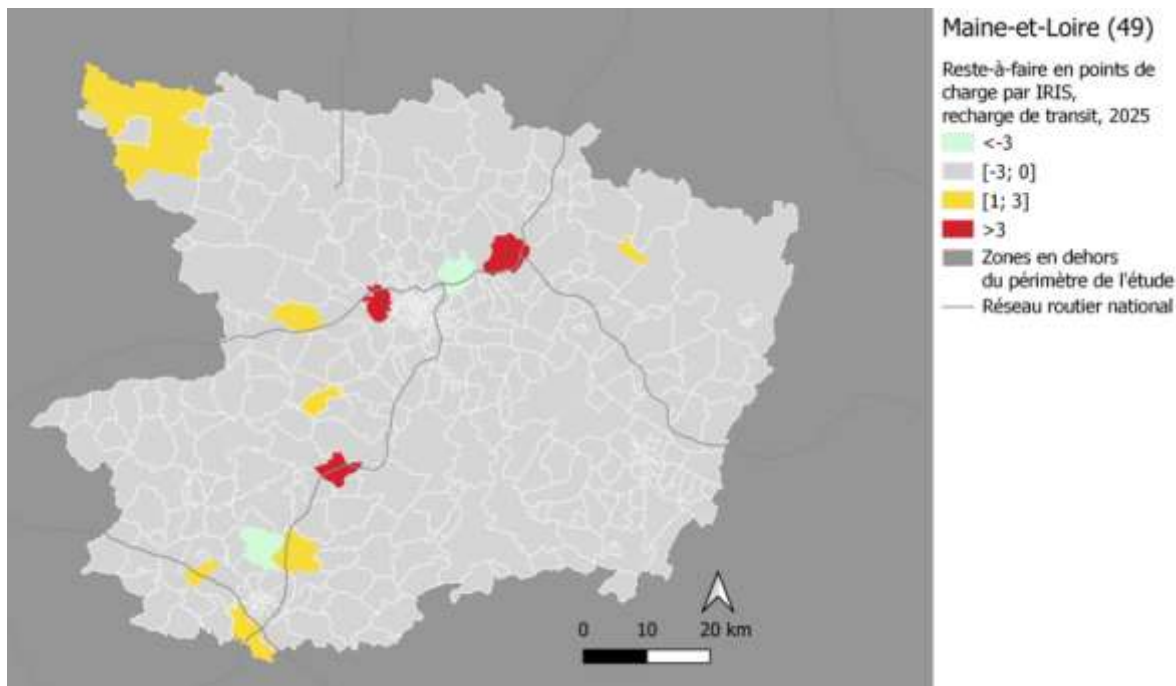 Maine-et-Loire (49)
Reste-à-faire en points de
charge par IRIS,
recharge de transit, 2025
<-3
[-3; 0]
[1; 3]
>3
Zones en dehors
du périmètre de l'étude
Réseau routier national
0 10 20 km